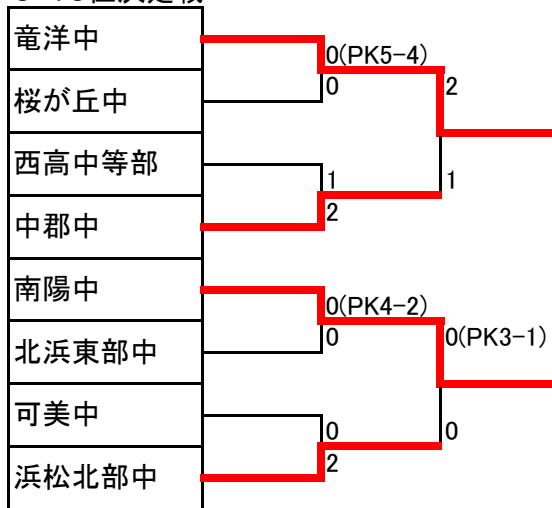 竜洋中
0(PK5-4)
2
桜が丘中
0
西高中等部
1
1
中郡中
2
南陽中
0(PK4-2)
0(PK3-1)
北浜東部中
0
可美中
0
0
浜松北部中
2